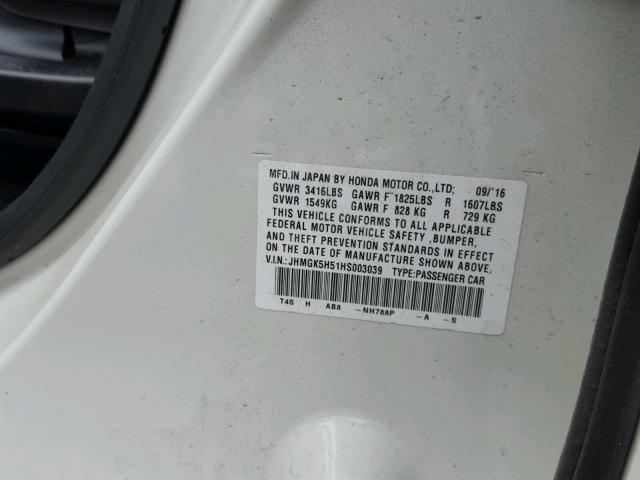 MFD.IN JAPAN BY HONDA MOTOR CO.,LTD; 09/'16
GVWR 3416LBS GAWR F 1825LBS R 1607LBS
GVWR 1549KG GAWR F 828 KG R 729 KG
THIS VEHICLE CONFORMS TO ALL APPLICABLE
FEDERAL MOTOR VEHICLE SAFETY ,BUMPER,
AND THEFT PREVENTION STANDARDS IN EFFECT
ON THE DATE OF MANUFACTURE SHOWN ABOVE.
V.I.N.: JHMGK5H51HS003039 TYPE:PASSENGER CAR
T4S H AB8 -NH788P -A -S